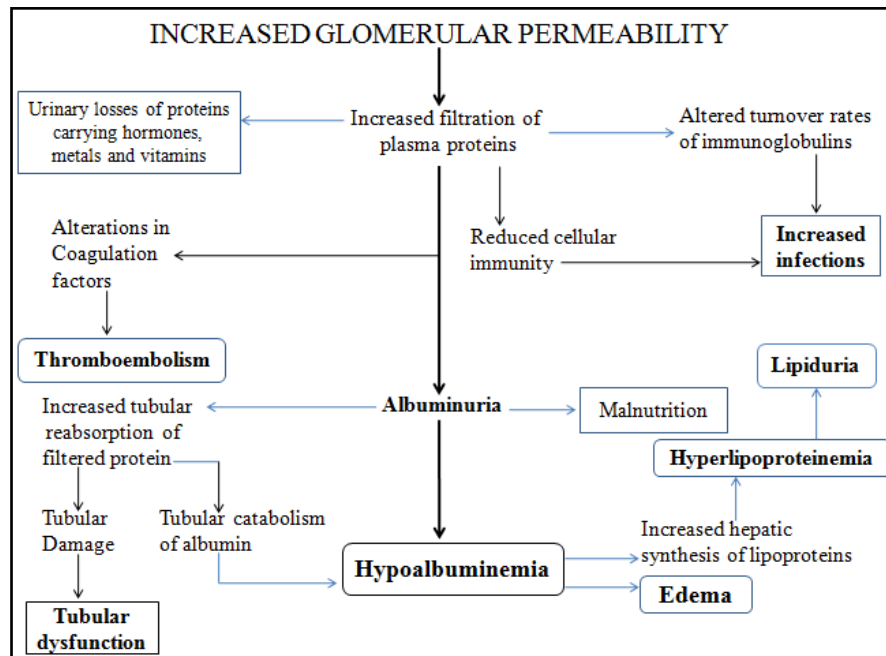 INCREASED GLOMERULAR PERMEABILITY
Urinary losses of proteins
carrying hormones,
metals and vitamins
Increased filtration of
plasma proteins
Altered turnover rates
of immunoglobulins
Alterations in
Coagulation
factors
Reduced cellular
immunity
Increased
infections
Thromboembolism
Lipiduria
Increased tubular
reabsorption of
filtered protein
Albuminuria
Malnutrition
Hyperlipoproteinemia
Tubular
Damage
Tubular catabolism
of albumin
Hypoalbuminemia
Increased hepatic
synthesis of lipoproteins
Edema
Tubular
dysfunction